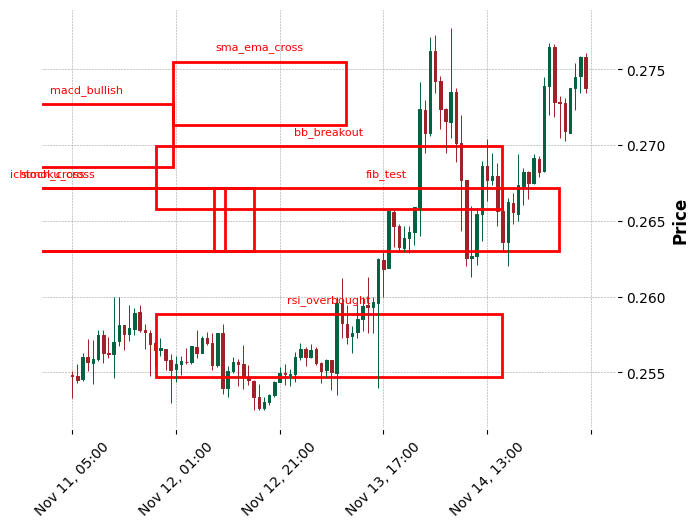 sma_ema_cross
macd_bullish
bb_breakout
fib_test
rsi_overbought
0.275
0.270
0.265
0.260
0.255
Price
Nov 11, 05:00
Nov 12, 01:00
Nov 12, 21:00
Nov 13, 17:00
Nov 14, 13:00